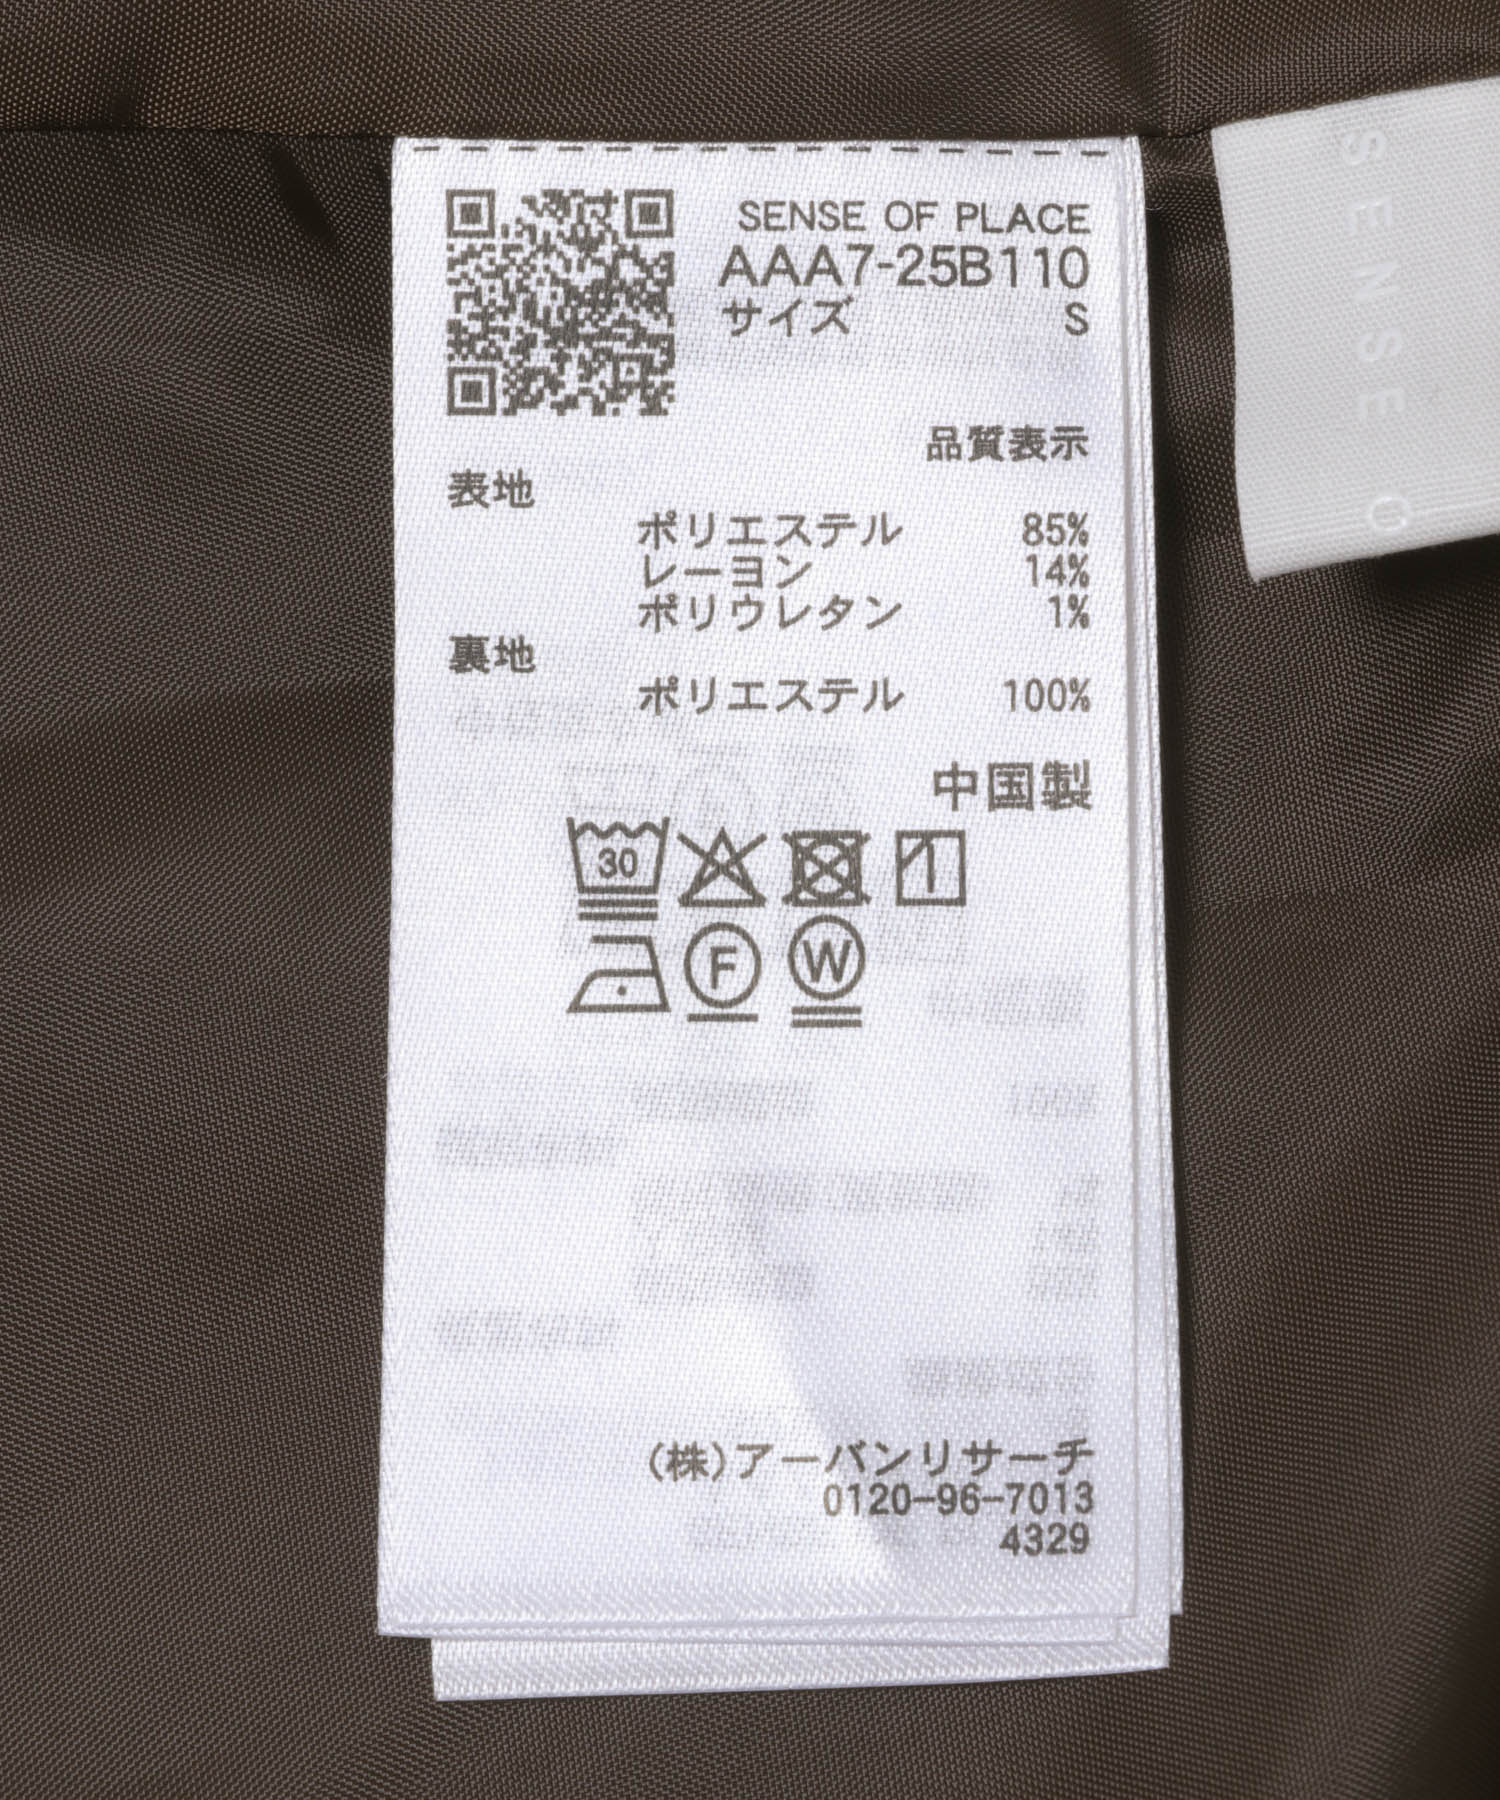 SENSE OF PLACE
AAA7-25B110
サイズ S
品質表示
表地
ポリエステル 85%
レーヨン 14%
ポリウレタン 1%
裏地
ポリエステル 100%
中国製
30
F W
(株)アーバンリサーチ
0120-96-7013
4329
SENSE O